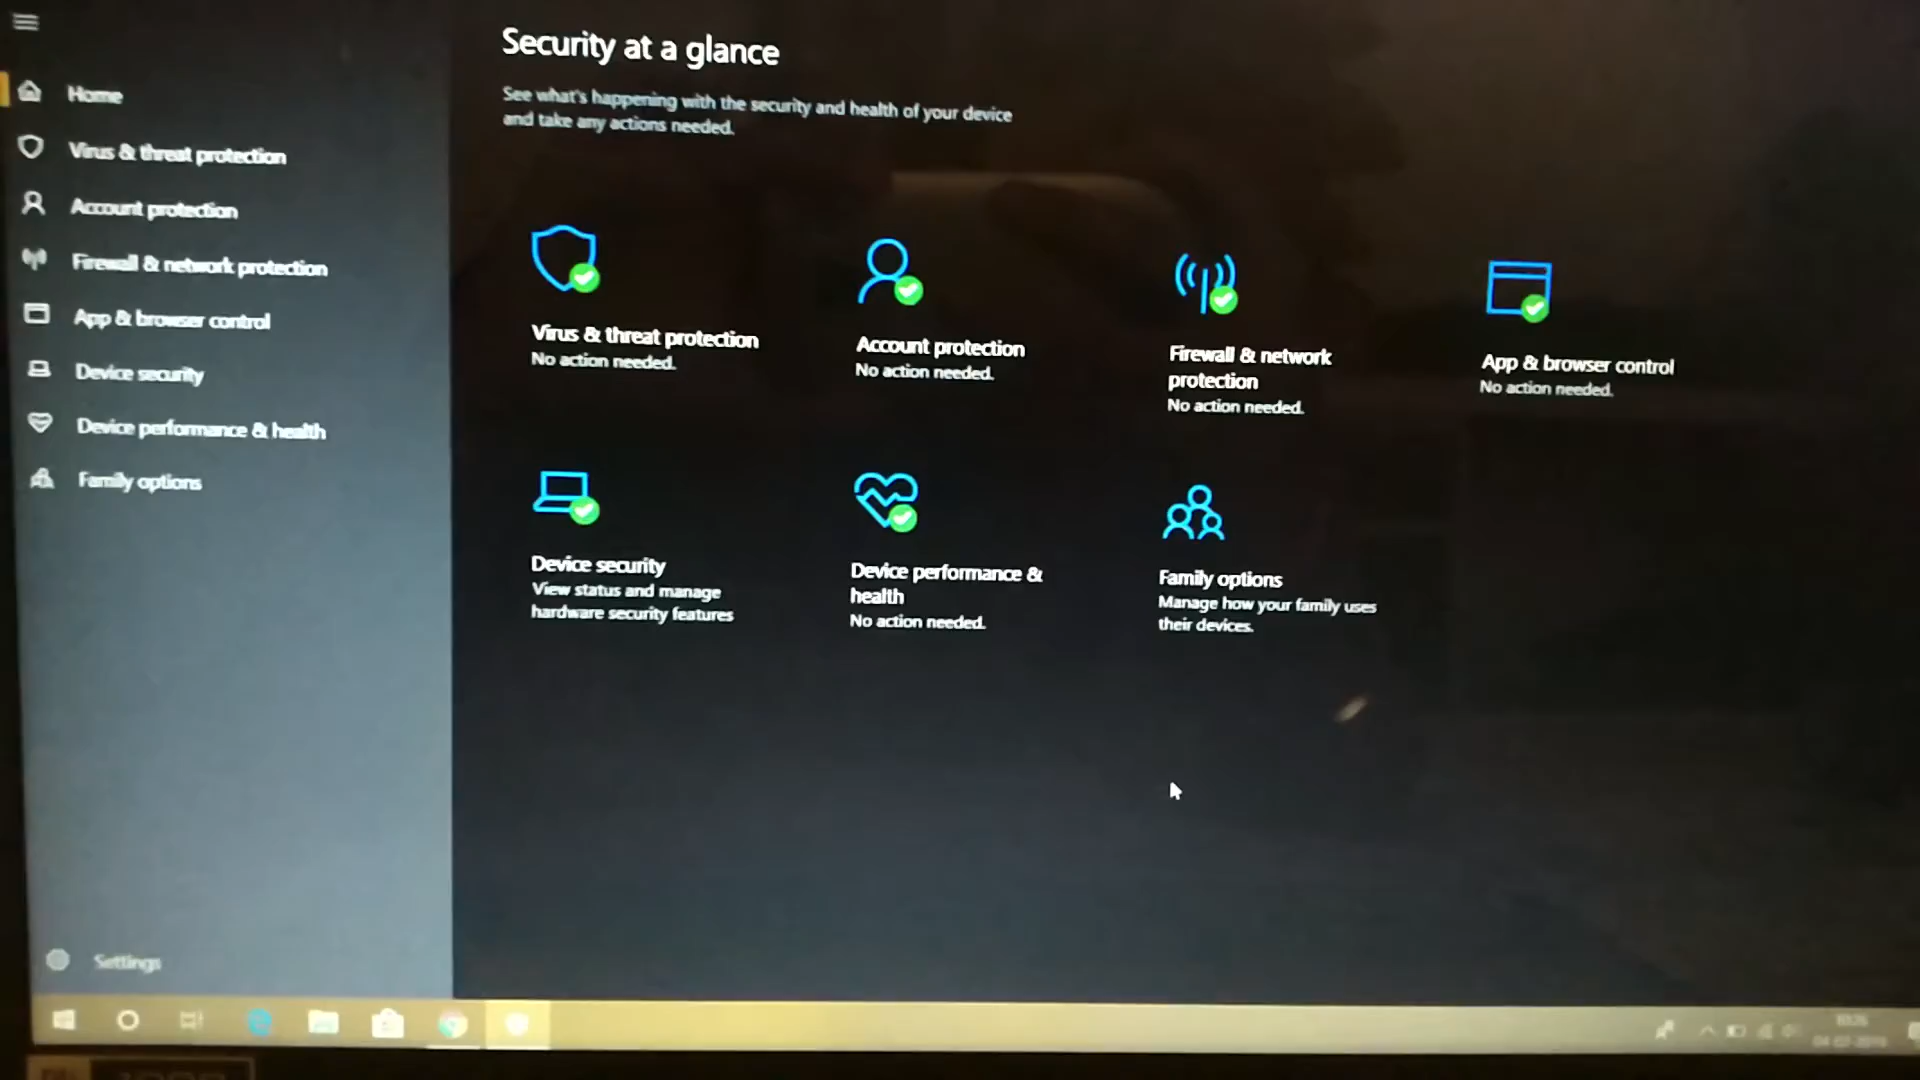 Security at a glance
See what's happening with the security and health of your device
and take any actions needed.
Home
Virus & threat protection
Account protection
Firewall & network protection
App & browser control
Device security
Device performance & health
Family options
Settings
Virus & threat protection
No action needed.
Account protection
No action needed.
Firewall & network
protection
No action needed.
App & browser control
No action needed.
Device security
View status and manage
hardware security features
Device performance &
health
No action needed.
Family options
Manage how your family uses
their devices.